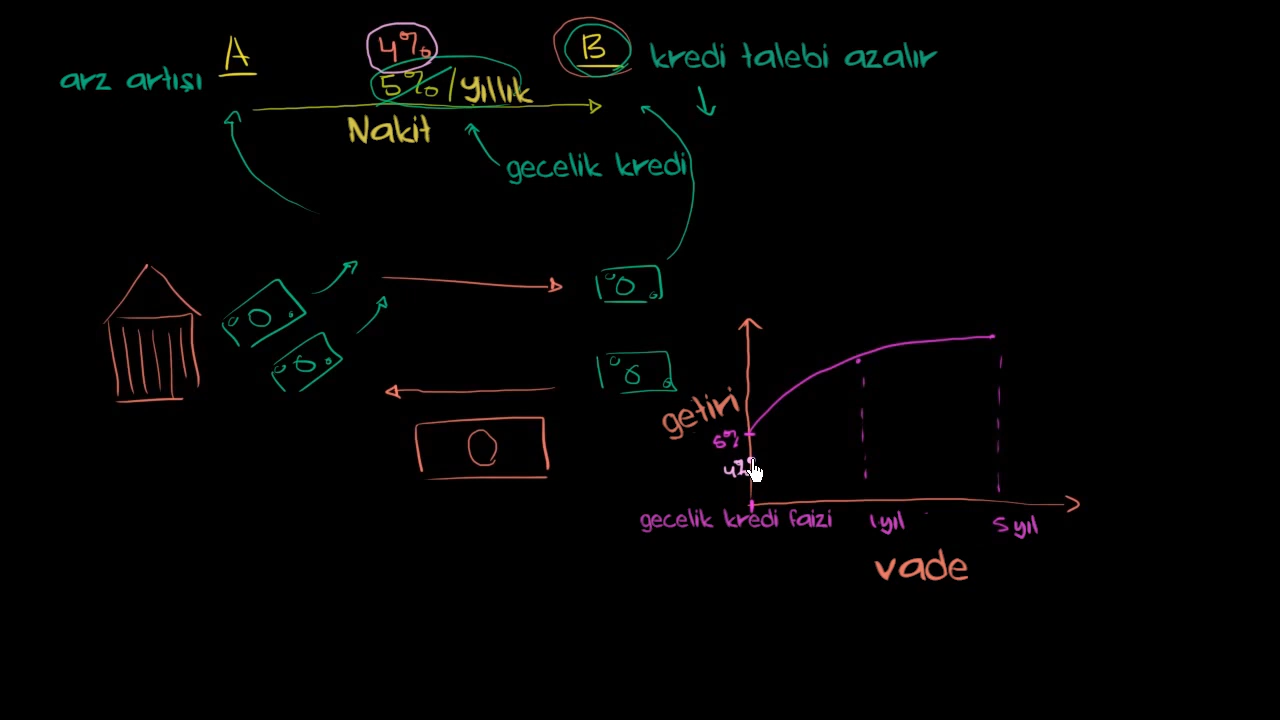 A
4%
B
kredi talebi azalır
arz artışı
5% / yıllık
Nakit
gecelik kredi
getiri
5%
4%
gecelik kredi faizi
1 yıl
5 yıl
vade